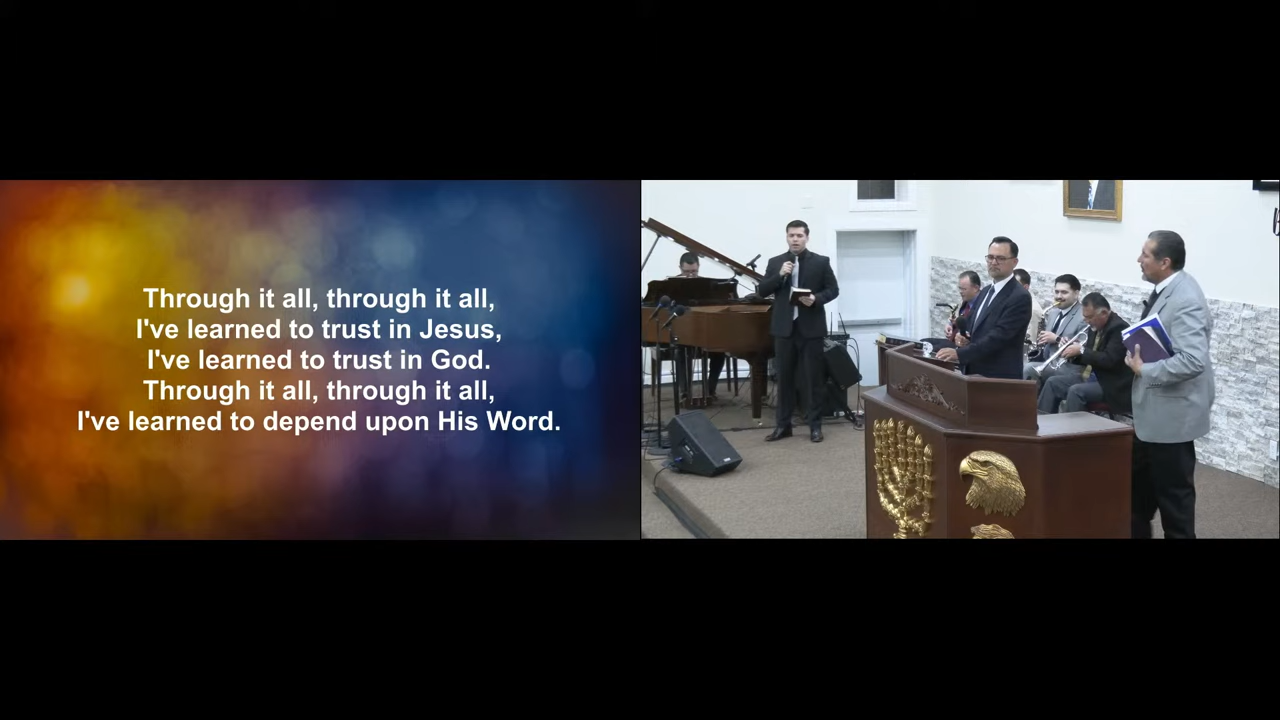 Through it all, through it all,
I've learned to trust in Jesus,
I've learned to trust in God.
Through it all, through it all,
I've learned to depend upon His Word.